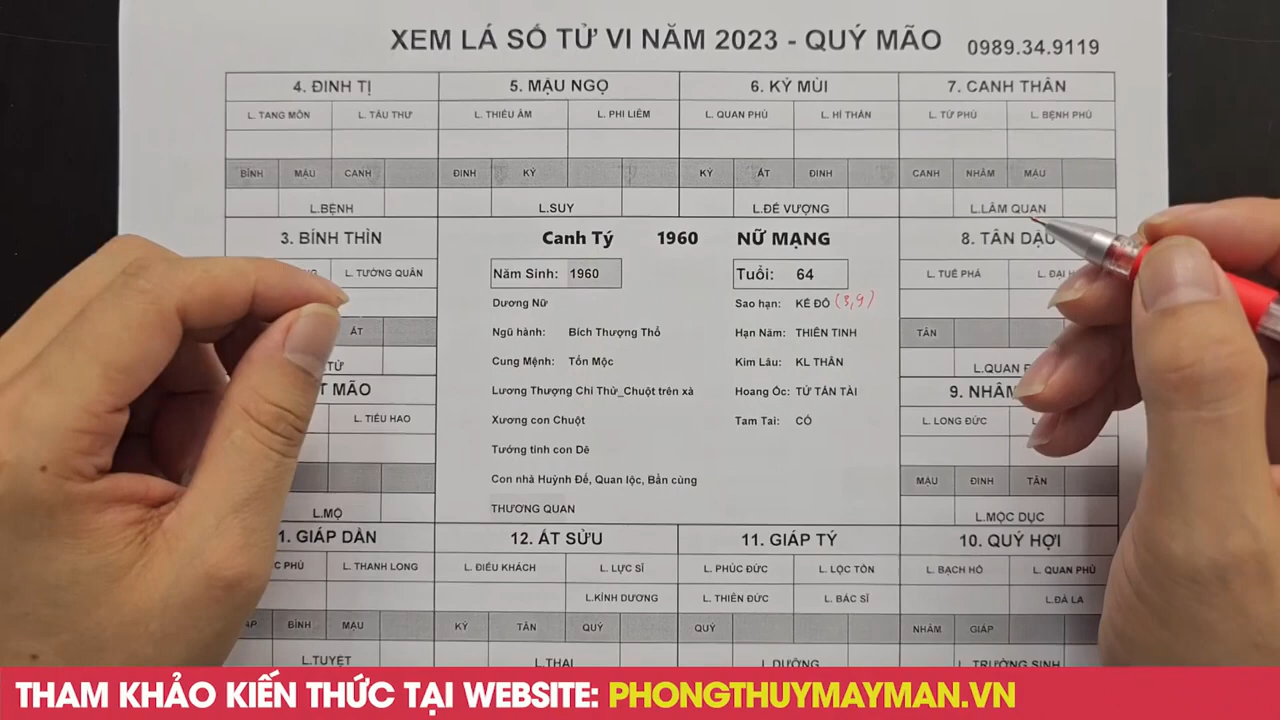 XEM LÁ SỐ TỬ VI NĂM 2023 - QUÝ MÃO 0989.34.9119
4. ĐINH TỊ 5. MẬU NGỌ 6. KỶ MÙI 7. CANH THÂN
L. TANG MÔN L. TẤU THƯ L. THIẾU ÂM L. PHI LIÊM L. QUAN PHÙ L. HỈ THẦN L. TỬ PHÙ L. BỆNH PHÙ
BÍNH MẬU CANH ĐINH KỶ KỶ ẤT ĐINH CANH NHÂM MẬU
L.BỆNH L.SUY L.ĐẾ VƯỢNG L.LÂM QUAN
3. BÍNH THÌN Canh Tý 1960 NỮ MẠNG 8. TÂN DẬU
L. TƯỚNG QUÂN Năm Sinh: 1960 Tuổi: 64 L. TUẾ PHÁ
Dương Nữ Sao hạn: KẾ ĐÔ (3,9)
ẤT Ngũ hành: Bích Thượng Thổ Hạn Năm: THIÊN TINH TÂN
Cung Mệnh: Tốn Mộc Kim Lâu: KL THÂN
MÃO Lương Thượng Chi Thử_Chuột trên xà Hoang Ốc: TỨ TẤN TÀI 9.
L. TIỂU HAO Xương con Chuột Tam Tai: CÓ L. LONG ĐỨC
Tướng tinh con Dê
Con nhà Huỳnh Đế, Quan lộc, Bần cùng MẬU ĐINH TÂN
L.MỘ THƯƠNG QUAN L.MỘC DỤC
1. GIÁP DẦN 12. ẤT SỬU 11. GIÁP TÝ 10. QUÝ HỢI
L. THANH LONG L. ĐIẾU KHÁCH L. LỰC SĨ L. PHÚC ĐỨC L. LỘC TỒN L. BẠCH HỔ L. QUAN PHỦ
L.KÌNH DƯƠNG L. THIÊN ĐỨC L. BÁC SĨ L.ĐÀ LA
BÍNH MẬU KỶ TÂN QUÝ QUÝ NHÂM GIÁP
L.TUYỆT L.THAI L.DƯỠNG L.TRƯỜNG SINH
THAM KHẢO KIẾN THỨC TẠI WEBSITE: PHONGTHUYMAYMAN.VN